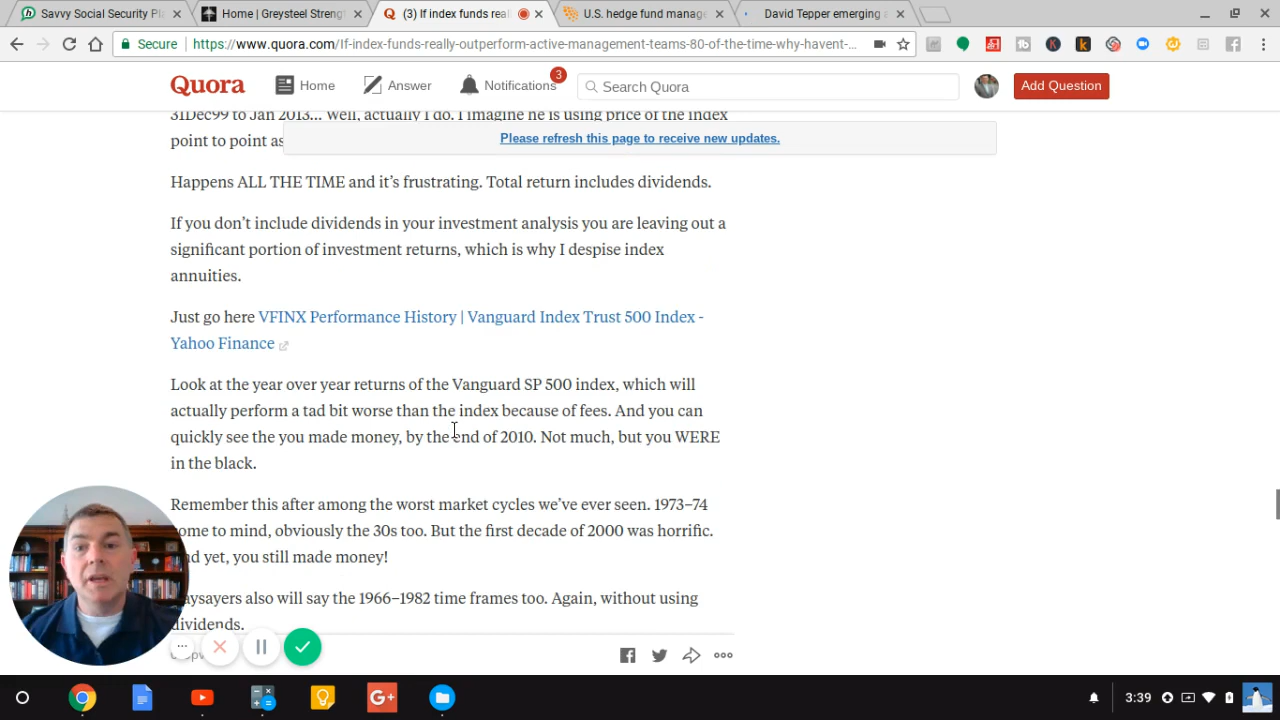 Savvy Social Security Pl
Home | Greysteel Strengt
(3) If index funds rea
U.S. hedge fund manag
David Tepper emerging
Secure
https://www.quora.com/If-index-funds-really-outperform-active-management-teams-80-of-the-time-why-havent-...
Quora
Home
Answer
Notifications
3
Search Quora
Add Question
31Dec99 to Jan 2013... Well, actually I do. I imagine he is using price of the index
point to point as
Please refresh this page to receive new updates.
Happens ALL THE TIME and it's frustrating. Total return includes dividends.
If you don't include dividends in your investment analysis you are leaving out a
significant portion of investment returns, which is why I despise index
annuities.
Just go here VFINX Performance History | Vanguard Index Trust 500 Index -
Yahoo Finance
Look at the year over year returns of the Vanguard SP 500 index, which will
actually perform a tad bit worse than the index because of fees. And you can
quickly see the you made money, by the end of 2010. Not much, but you WERE
in the black.
Remember this after among the worst market cycles we've ever seen. 1973–74
ome to mind, obviously the 30s too. But the first decade of 2000 was horrific.
nd yet, you still made money!
aysayers also will say the 1966–1982 time frames too. Again, without using
dividends.
3:39